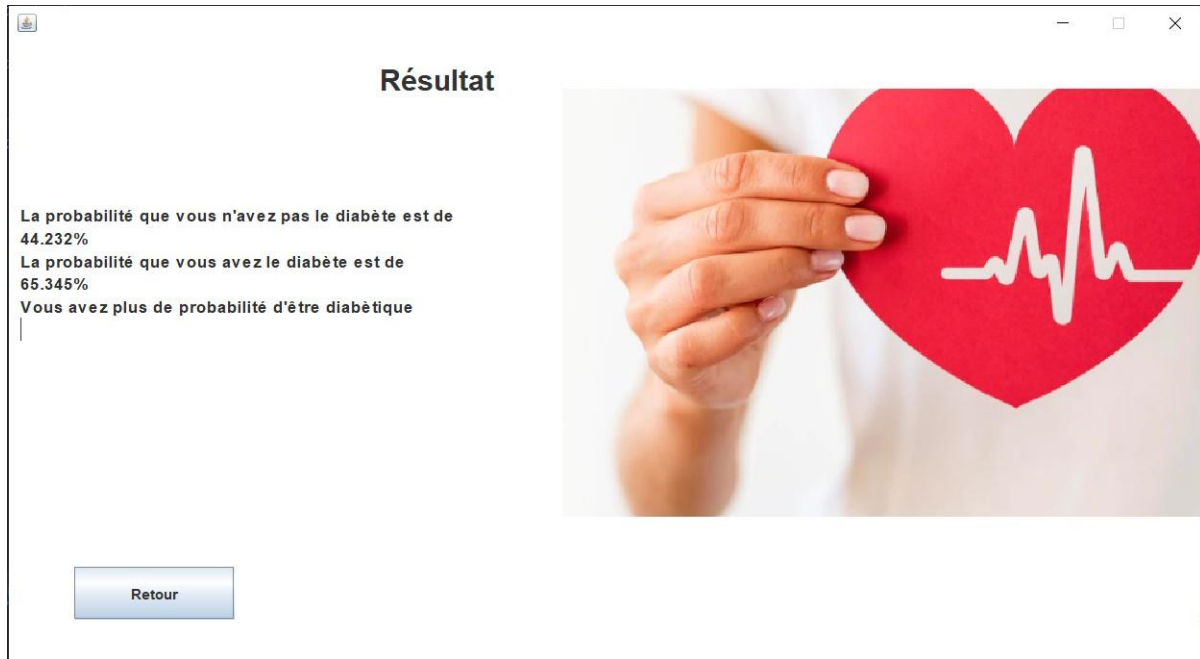 Résultat
La probabilité que vous n'avez pas le diabète est de
44.232%
La probabilité que vous avez le diabète est de
65.345%
Vous avez plus de probabilité d'être diabètique
Retour